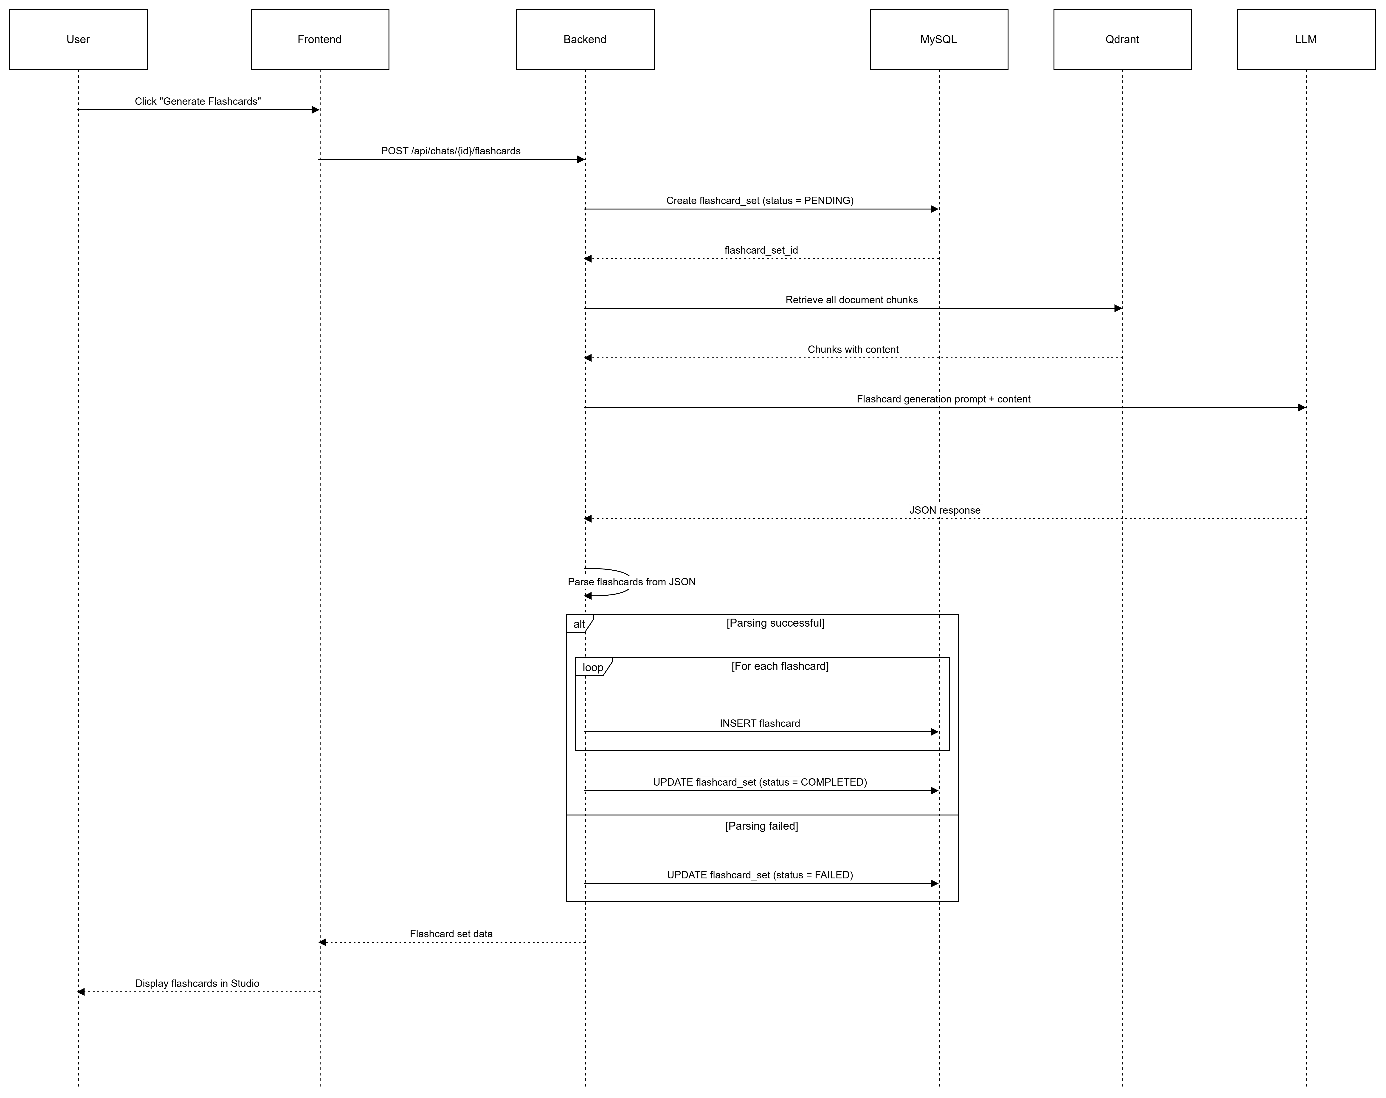 User
Frontend
Backend
MySQL
Qdrant
LLM
Click "Generate Flashcards"
POST /api/chats/{id}/flashcards
Create flashcard_set (status = PENDING)
flashcard_set_id
Retrieve all document chunks
Chunks with content
Flashcard generation prompt + content
JSON response
Parse flashcards from JSON
alt
[Parsing successful]
loop
[For each flashcard]
INSERT flashcard
UPDATE flashcard_set (status = COMPLETED)
[Parsing failed]
UPDATE flashcard_set (status = FAILED)
Flashcard set data
Display flashcards in Studio